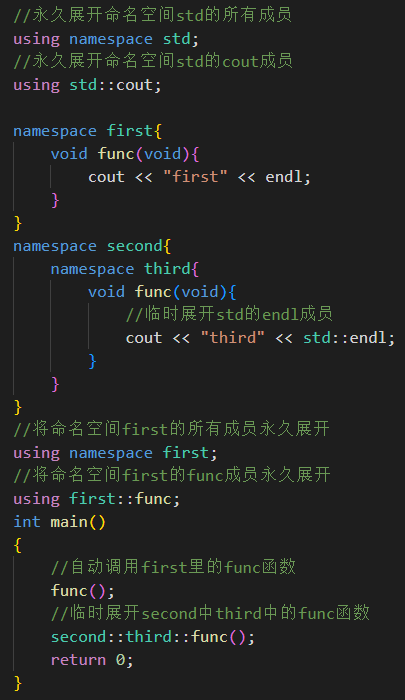 //永久展开命名空间std的所有成员
using namespace std;
//永久展开命名空间std的cout成员
using std::cout;

namespace first{
    void func(void){
        cout << "first" << endl;
    }
}
namespace second{
    namespace third{
        void func(void){
            //临时展开std的endl成员
            cout << "third" << std::endl;
        }
    }
}
//将命名空间first的所有成员永久展开
using namespace first;
//将命名空间first的func成员永久展开
using first::func;
int main()
{
    //自动调用first里的func函数
    func();
    //临时展开second中third中的func函数
    second::third::func();
    return 0;
}